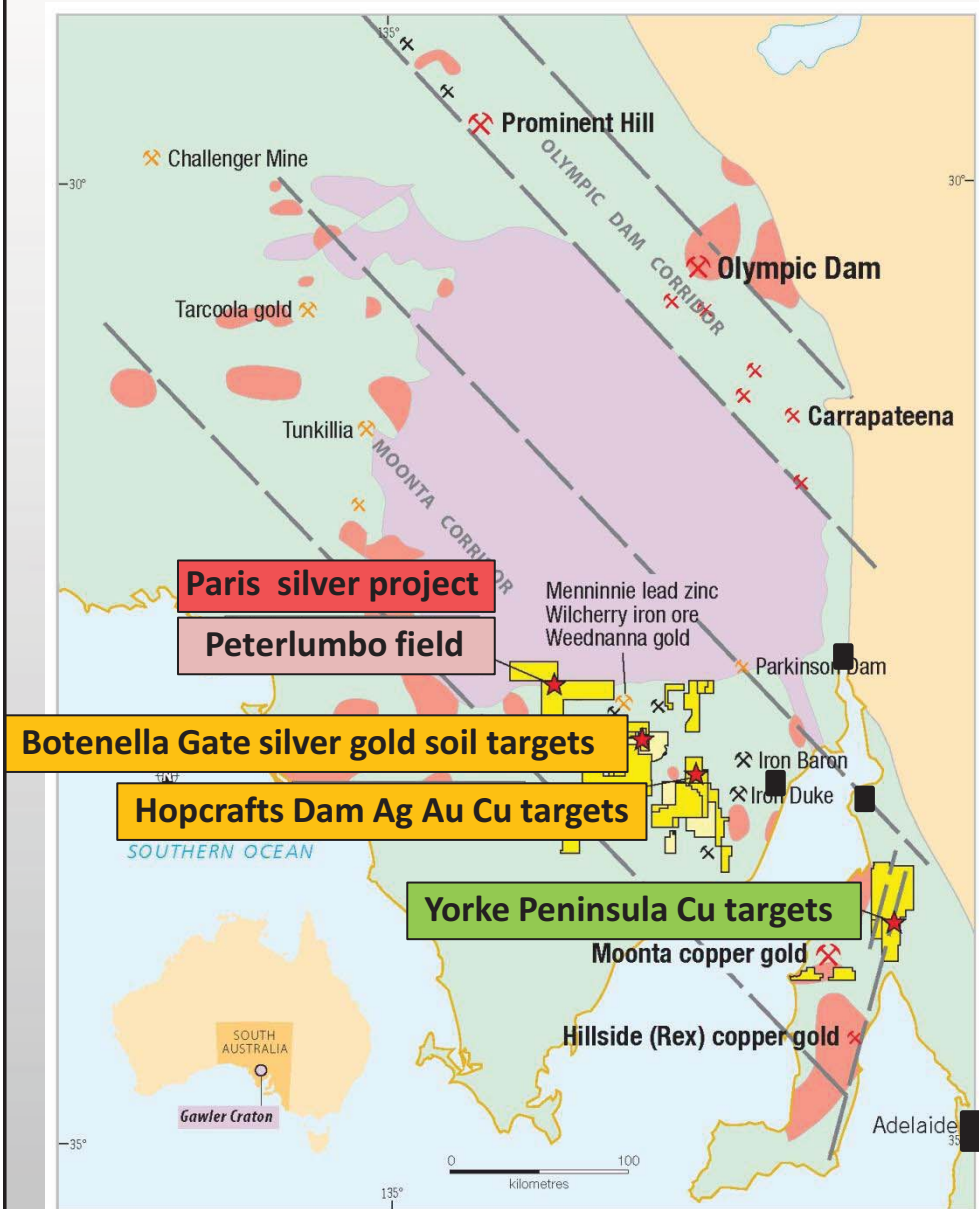 135°
Prominent Hill
Challenger Mine
30°
30°
OLYMPIC DAM CORRIDOR
Olympic Dam
Tarcoola gold
Carrapateena
Tunkillia
MOONTA CORRIDOR
Paris silver project
Menninnie lead zinc
Wilcherry iron ore
Weednanna gold
Peterlumbo field
Parkinson Dam
Botenella Gate silver gold soil targets
Iron Baron
N
Iron Duke
Hopcrafts Dam Ag Au Cu targets
SOUTHERN OCEAN
Yorke Peninsula Cu targets
Moonta copper gold
SOUTH
AUSTRALIA
Hillside (Rex) copper gold
Gawler Craton
Adelaide
35°
35
0 100
kilometres
135°